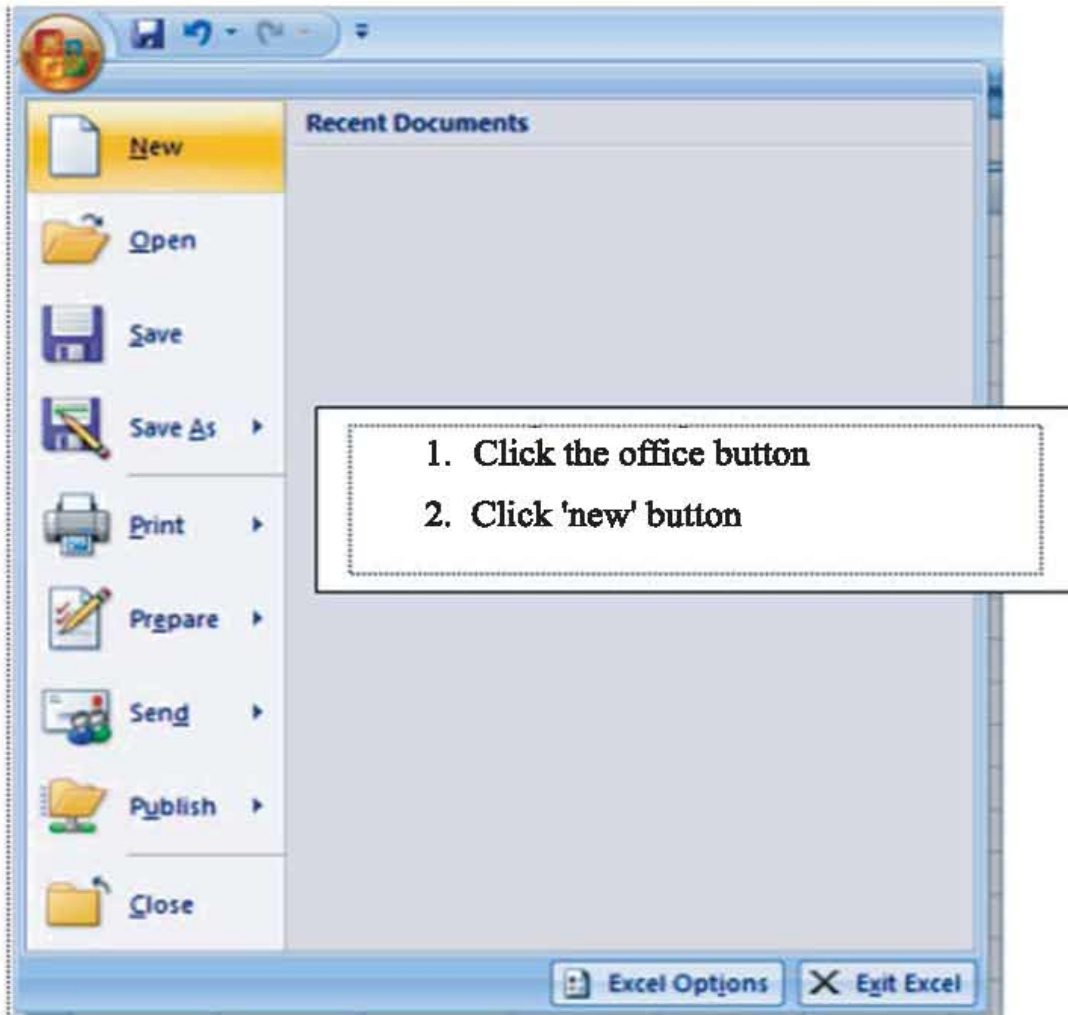 New
Recent Documents
Open
Save
Save As
1. Click the office button
2. Click 'new' button
Print
Prepare
Send
Publish
Close
Excel Options
Exit Excel